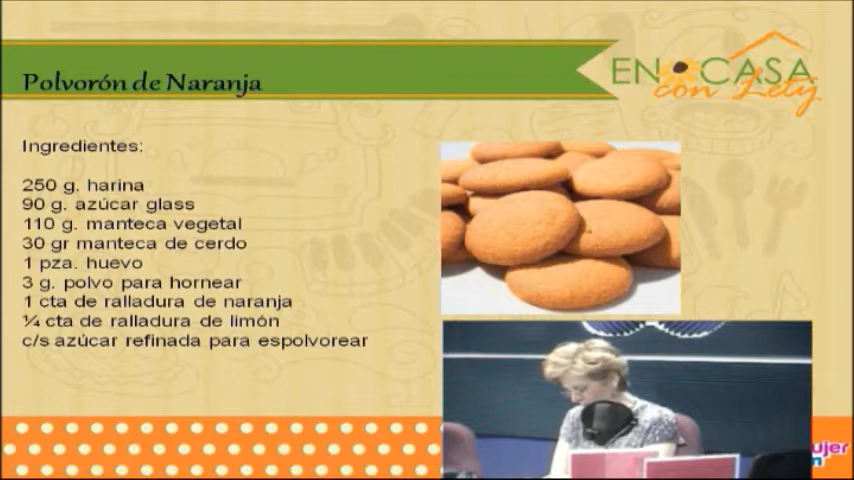 Polvorón de Naranja
EN CASA
con Lety
Ingredientes:
250 g. harina
90 g. azúcar glass
110 g. manteca vegetal
30 gr manteca de cerdo
1 pza. huevo
3 g. polvo para hornear
1 cta de ralladura de naranja
¼ cta de ralladura de limón
c/s azúcar refinada para espolvorear